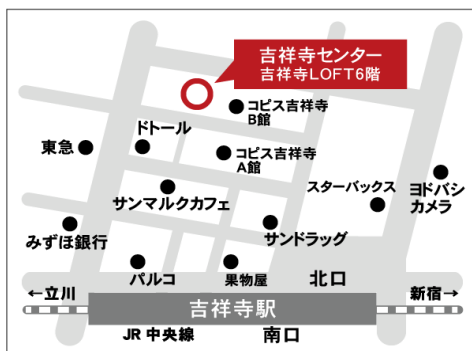 吉祥寺センター
吉祥寺LOFT6階
コピス吉祥寺
B館
ドトール
東急
コピス吉祥寺
A館
スターバックス
ヨドバシ
カメラ
サンマルクカフェ
サンドラッグ
みずほ銀行
パルコ
果物屋
北口
←立川
新宿→
吉祥寺駅
JR中央線
南口